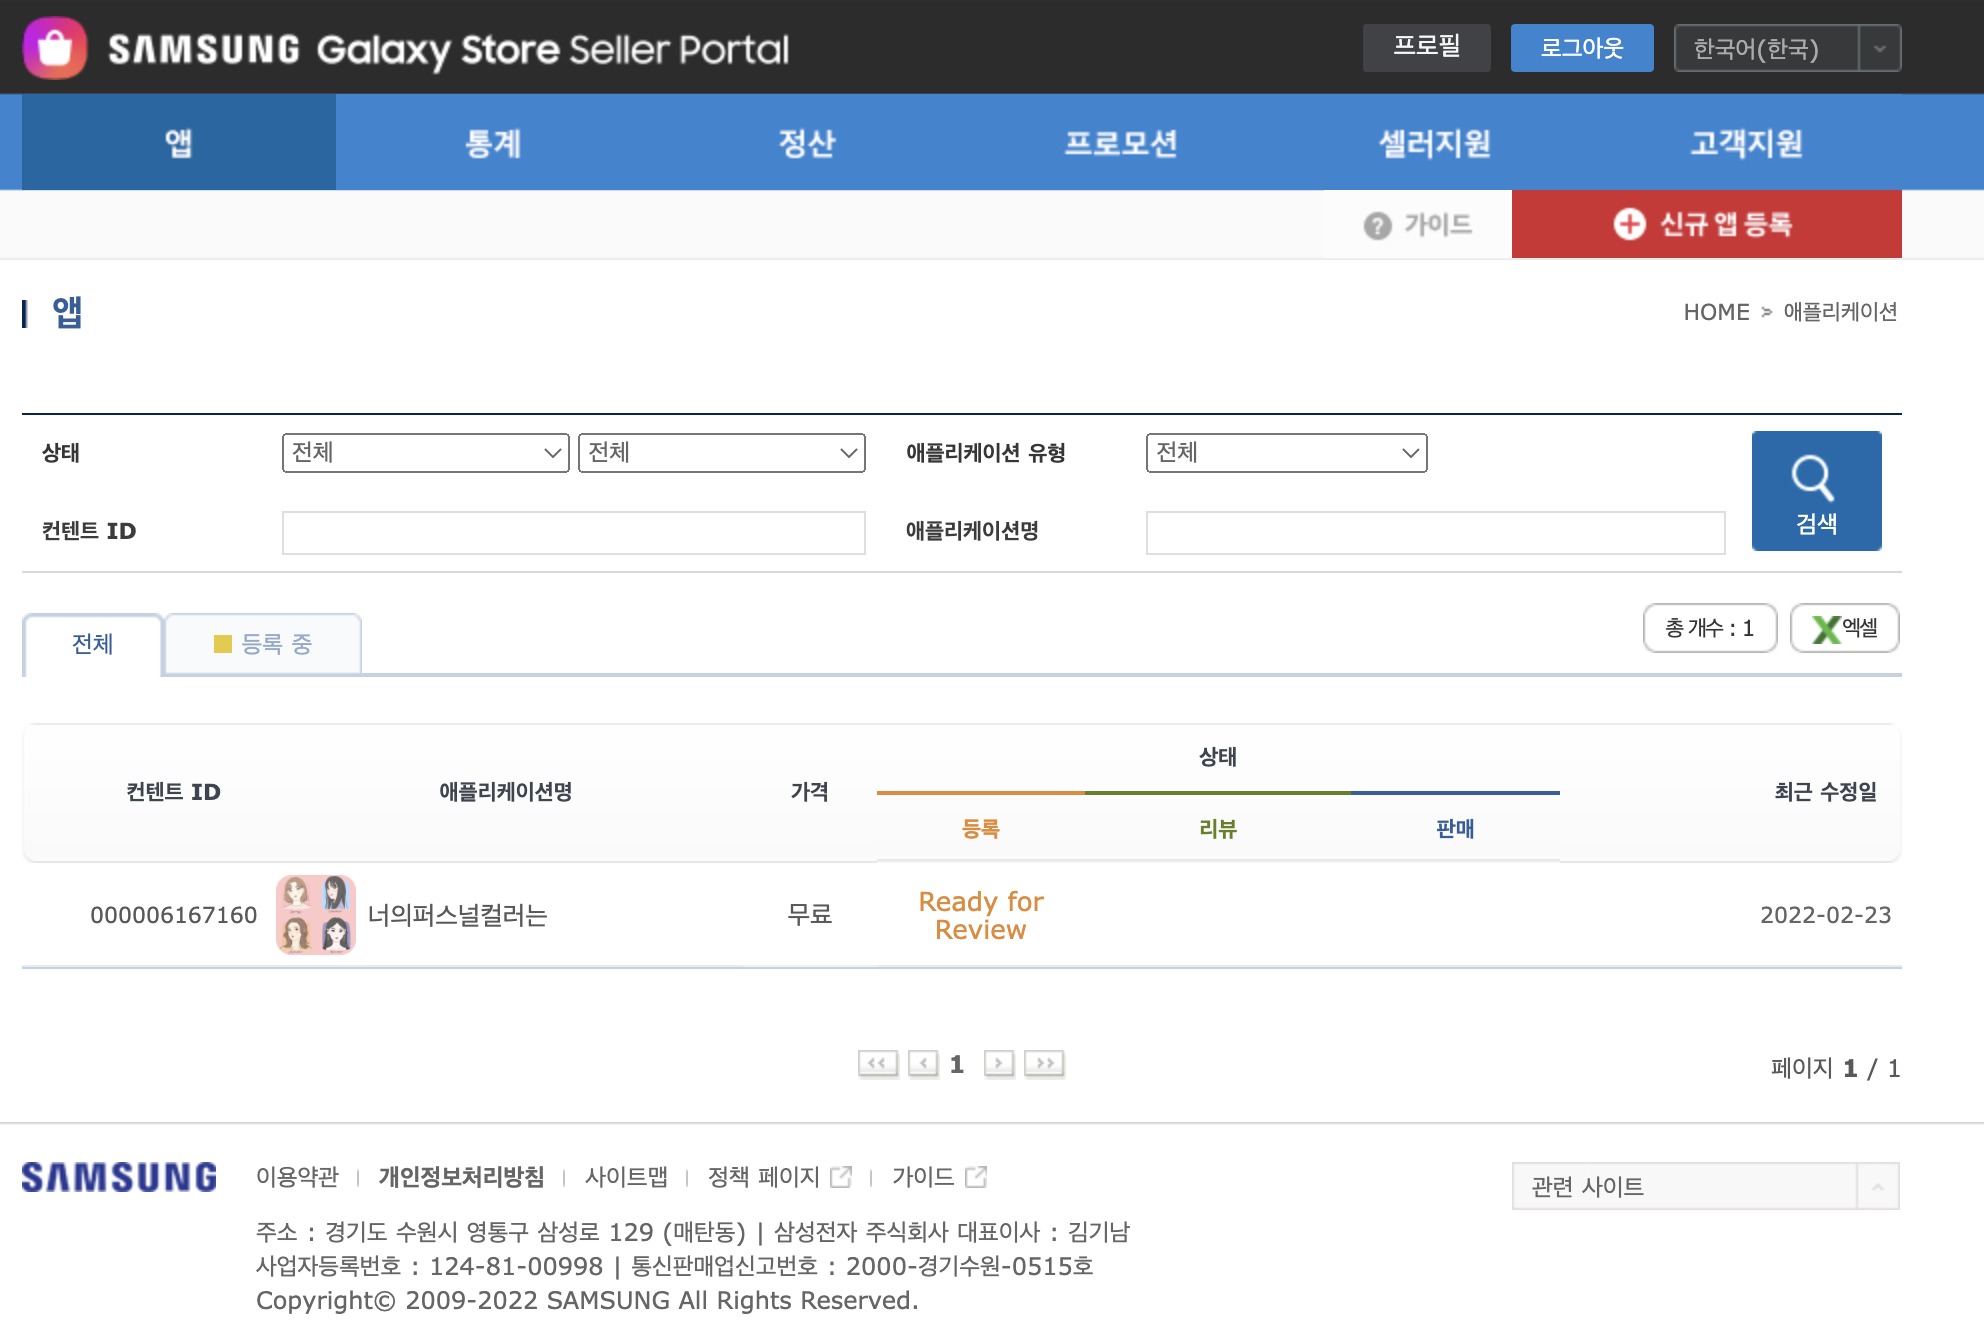 SAMSUNG Galaxy Store Seller Portal
프로필
로그아웃
한국어(한국)
앱
통계
정산
프로모션
셀러지원
고객지원
? 가이드
신규 앱 등록
앱
HOME > 애플리케이션
상태
전체
전체
애플리케이션 유형
전체
검색
컨텐트 ID
애플리케이션명
전체
등록 중
총 개수 : 1
X엑셀
컨텐트 ID
애플리케이션명
가격
상태
등록
리뷰
판매
최근 수정일
000006167160
너의퍼스널컬러는
무료
Ready for
Review
2022-02-23
<< < 1 > >>
페이지 1 / 1
SAMSUNG
이용약관 | 개인정보처리방침 | 사이트맵 | 정책 페이지 | 가이드
관련 사이트
주소 : 경기도 수원시 영통구 삼성로 129 (매탄동) | 삼성전자 주식회사 대표이사 : 김기남
사업자등록번호 : 124-81-00998 | 통신판매업신고번호 : 2000-경기수원-0515호
Copyright© 2009-2022 SAMSUNG All Rights Reserved.